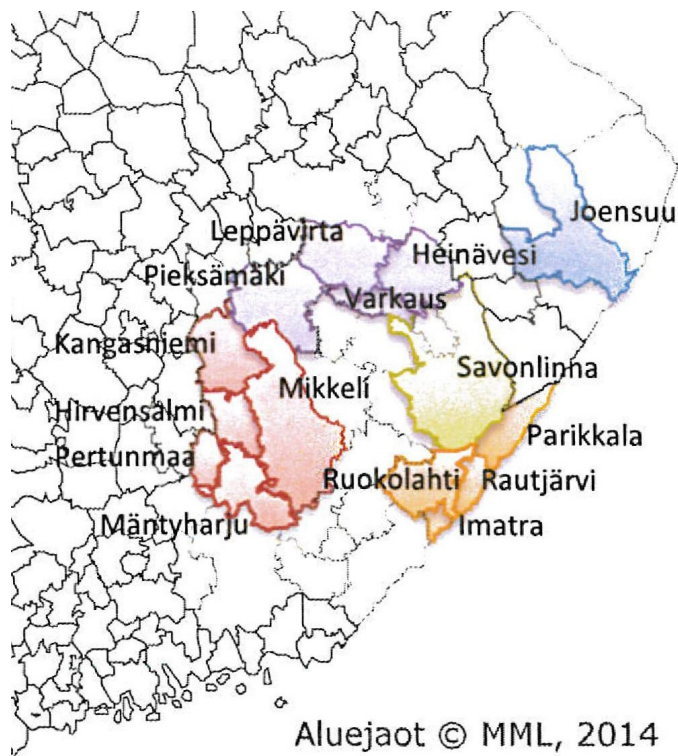 Joensuu
Leppävirta
Heinävesi
Pieksämäki
Varkaus
Kangasniemi
Savonlinna
Mikkeli
Hirvensalmi
Parikkala
Pertunmaa
Ruokolahti
Rautjärvi
Mäntyharju
Imatra
Aluejaot © MML, 2014